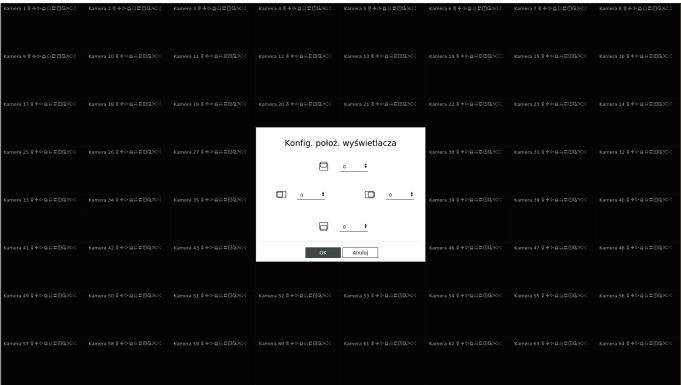 Kamera 1 Kamera 2 Kamera 3 Kamera 4 Kamera 5 Kamera 6 Kamera 7 Kamera 8
Kamera 9 Kamera 10 Kamera 11 Kamera 12 Kamera 13 Kamera 14 Kamera 15 Kamera 16
Kamera 17 Kamera 18 Kamera 19 Kamera 20 Kamera 21 Kamera 22 Kamera 23 Kamera 24
Konfig. położ. wyświetlacza
Kamera 25 Kamera 26 Kamera 27 Kamera 30 Kamera 31 Kamera 32
0
0 0
Kamera 33 Kamera 34 Kamera 35 Kamera 38 Kamera 39 Kamera 40
0
Kamera 41 Kamera 42 Kamera 43 Kamera 46 Kamera 47 Kamera 48
OK Anuluj
Kamera 49 Kamera 50 Kamera 51 Kamera 52 Kamera 53 Kamera 54 Kamera 55 Kamera 56
Kamera 57 Kamera 58 Kamera 59 Kamera 60 Kamera 61 Kamera 62 Kamera 63 Kamera 64